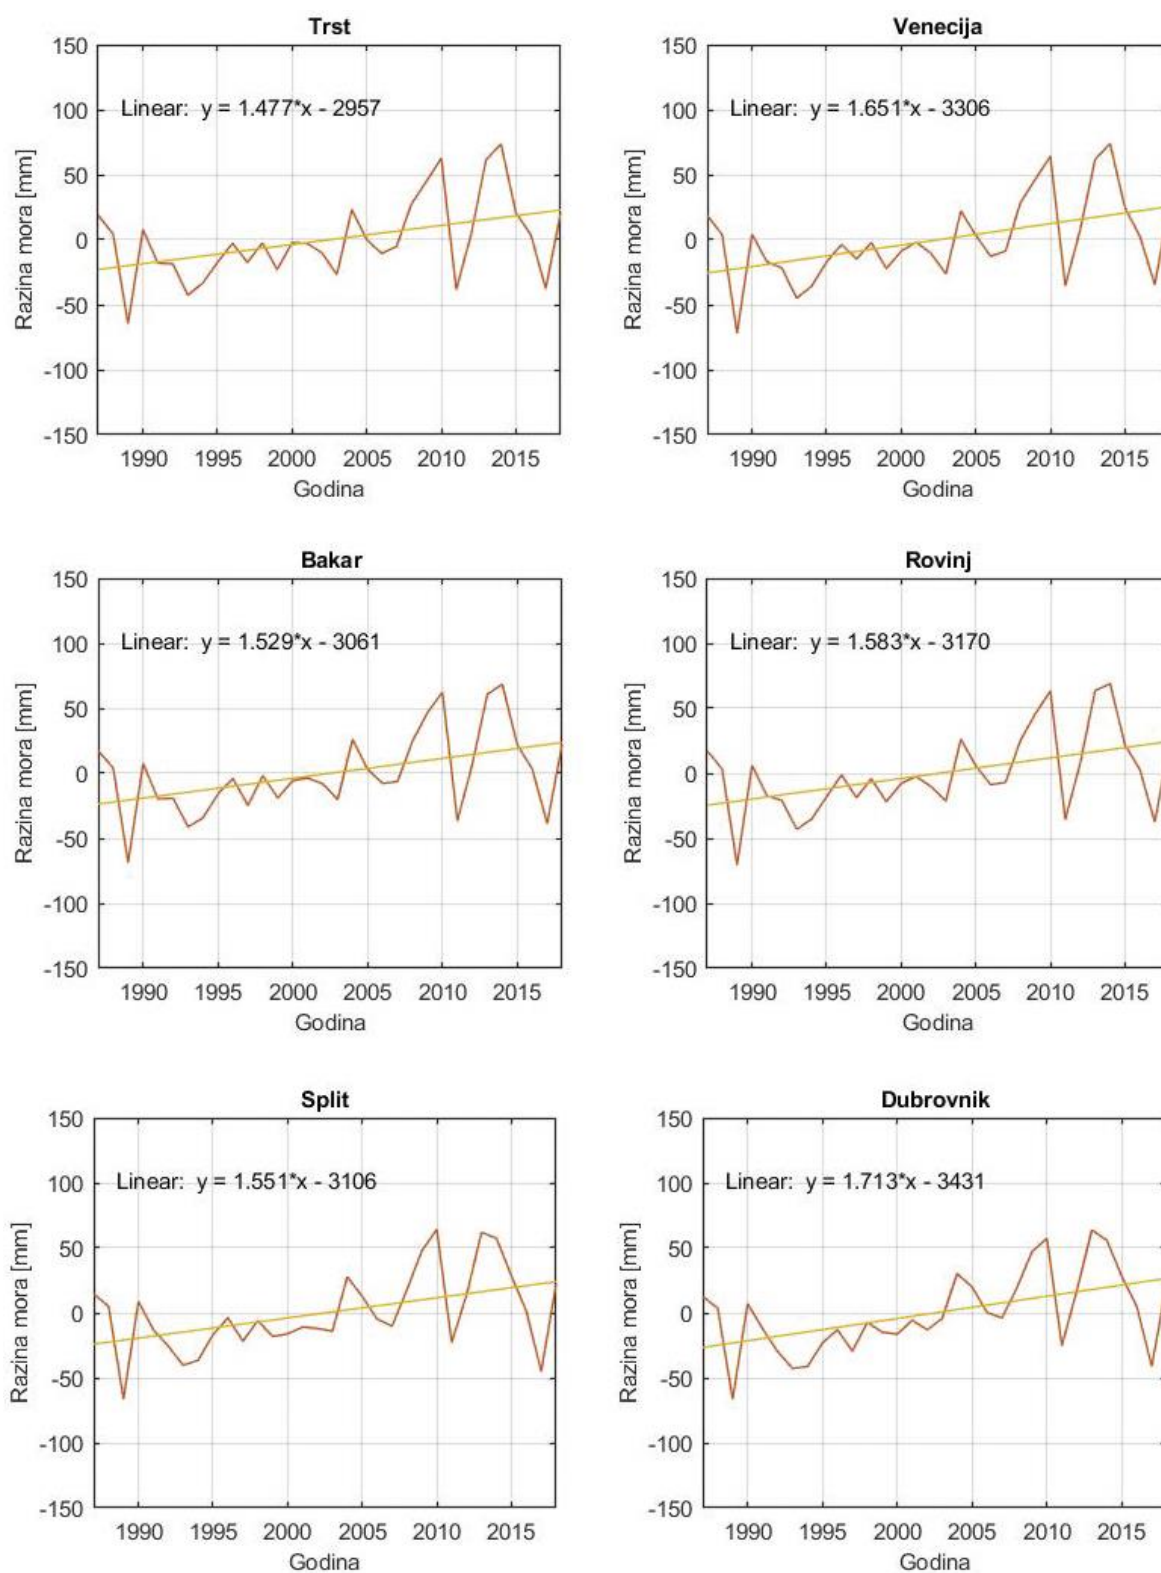 Trst
150
100
50
0
-50
-100
-150
Razina mora [mm]
Linear: y = 1.477*x - 2957
1990 1995 2000 2005 2010 2015
Godina
Venecija
150
100
50
0
-50
-100
-150
Razina mora [mm]
Linear: y = 1.651*x - 3306
1990 1995 2000 2005 2010 2015
Godina
Bakar
150
100
50
0
-50
-100
-150
Razina mora [mm]
Linear: y = 1.529*x - 3061
1990 1995 2000 2005 2010 2015
Godina
Rovinj
150
100
50
0
-50
-100
-150
Razina mora [mm]
Linear: y = 1.583*x - 3170
1990 1995 2000 2005 2010 2015
Godina
Split
150
100
50
0
-50
-100
-150
Razina mora [mm]
Linear: y = 1.551*x - 3106
1990 1995 2000 2005 2010 2015
Godina
Dubrovnik
150
100
50
0
-50
-100
-150
Razina mora [mm]
Linear: y = 1.713*x - 3431
1990 1995 2000 2005 2010 2015
Godina